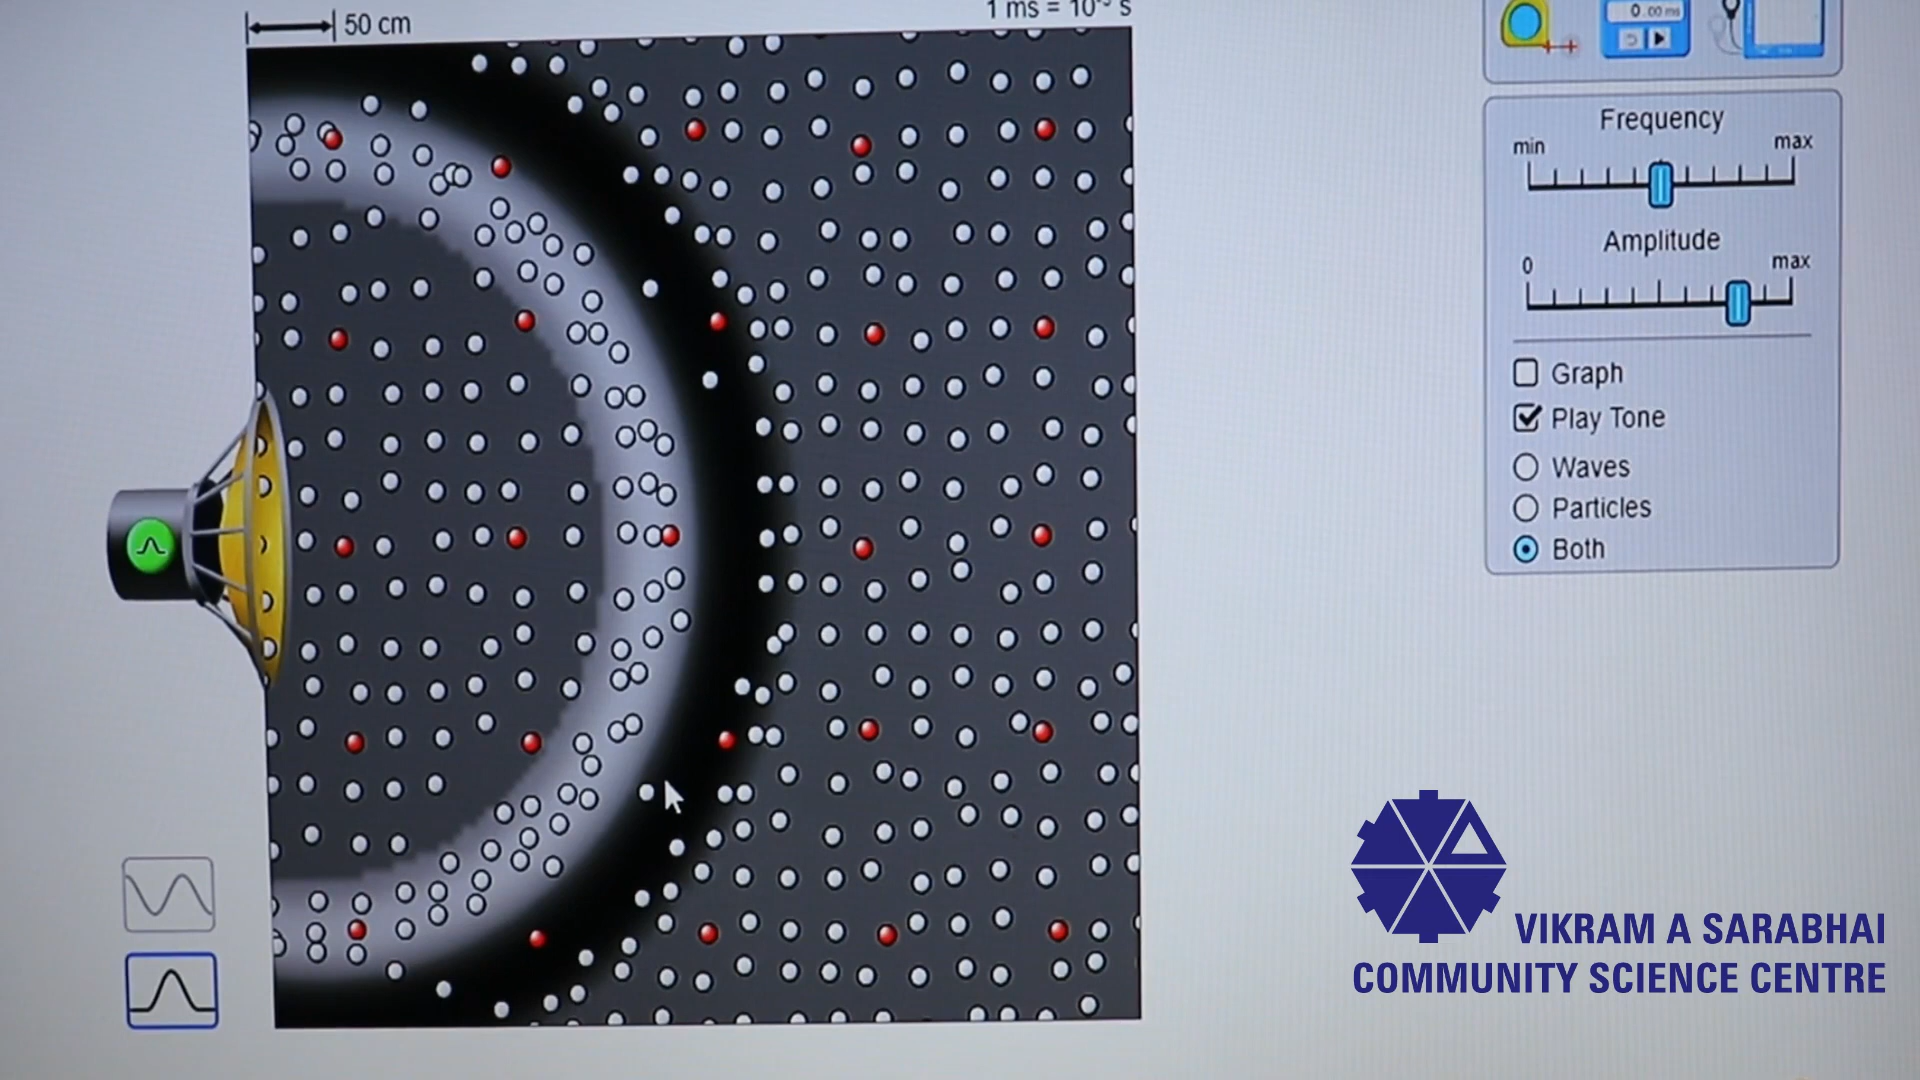 50 cm
1 ms = 10⁻³ s
0.00 ms
Frequency
min
max
Amplitude
0
max
Graph
Play Tone
Waves
Particles
Both
VIKRAM A SARABHAI
COMMUNITY SCIENCE CENTRE